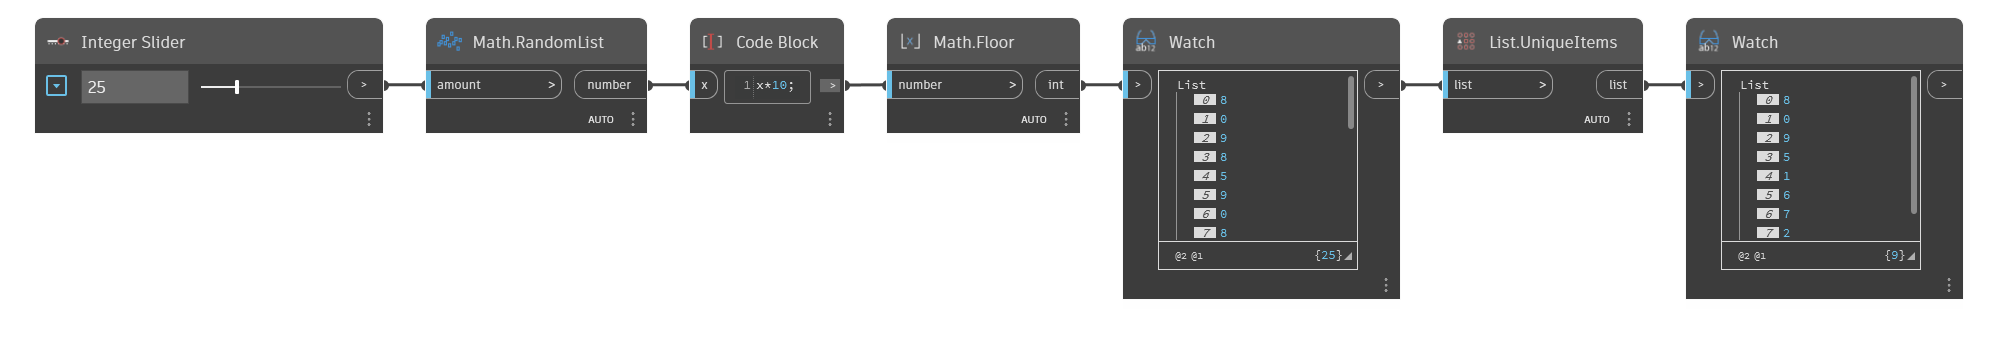 Integer Slider
25
>
Math.RandomList
amount >
number
AUTO
Code Block
x
1 x*10;
>
Math.Floor
number >
int
AUTO
Watch
>
List
0 8
1 0
2 9
3 8
4 5
5 9
6 0
7 8
@2 @1 {25}
>
List.UniqueItems
list >
list
AUTO
Watch
>
List
0 8
1 0
2 9
3 5
4 1
5 6
6 7
7 2
@2 @1 {9}
>